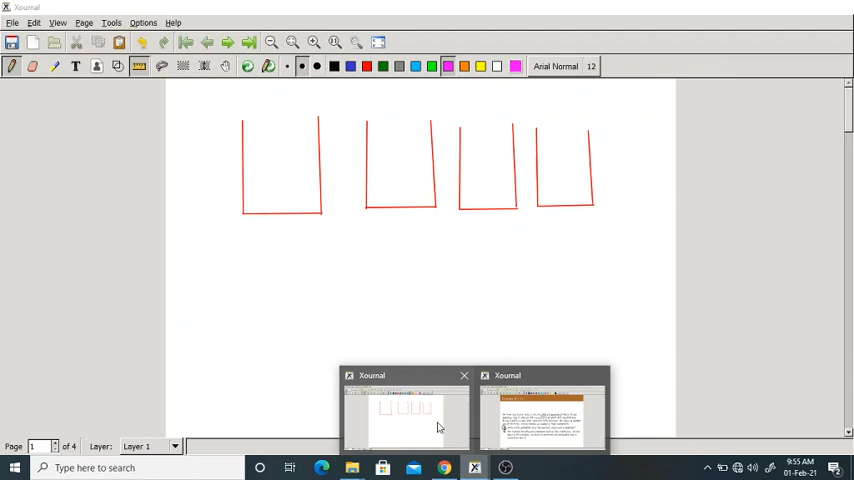 Xournal
File Edit View Page Tools Options Help
Arial Normal 12
Xournal
Xournal
Page 1 of 4 Layer: Layer 1
Type here to search
9:55 AM
01-Feb-21
2